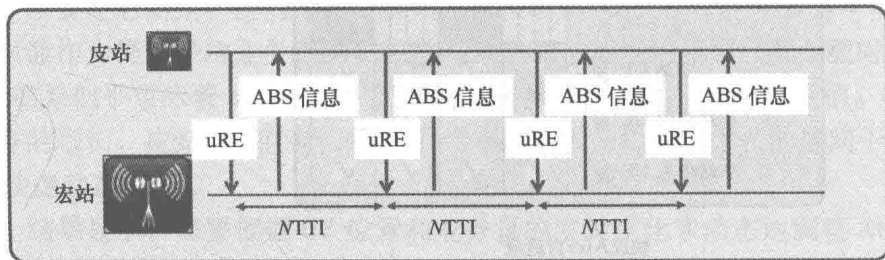 皮站
ABS 信息 ABS 信息 ABS 信息 ABS 信息
uRE uRE uRE uRE
宏站
NTTI NTTI NTTI